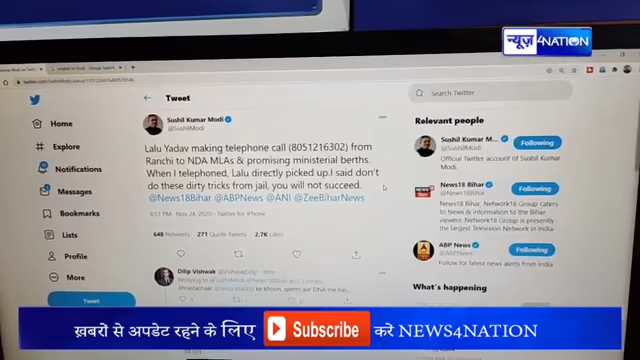 न्यूज़ 4NATION
Tweet
Search Twitter
Sushil Kumar Modi
@SushilModi
Lalu Yadav making telephone call (8051216302) from
Ranchi to NDA MLAs & promising ministerial berths.
When I telephoned, Lalu directly picked up.I said don't
do these dirty tricks from jail, you will not succeed.
@News18Bihar @ABPNews @ANI @ZeeBiharNews
8:51 PM · Nov 24, 2020 · Twitter for iPhone
648 Retweets 271 Quote Tweets 2.7K Likes
Home
Explore
Notifications
Messages
Bookmarks
Lists
Profile
More
Tweet
Dilip Vishwak
Relevant people
Sushil Kumar M...
@SushilModi
Following
Official Twitter account of Sushil Kumar
Modi.
News18 Bihar
@News18Bihar
Following
News18 Bihar, Network18 Group caters
to News & Information to the Bihar
viewers. Network18 Group is presently
the largest Television Network in India
ABP News
@ABPNews
Following
Follow for latest news alerts from India
What's happening
ख़बरों से अपडेट रहने के लिए Subscribe करे NEWS4NATION